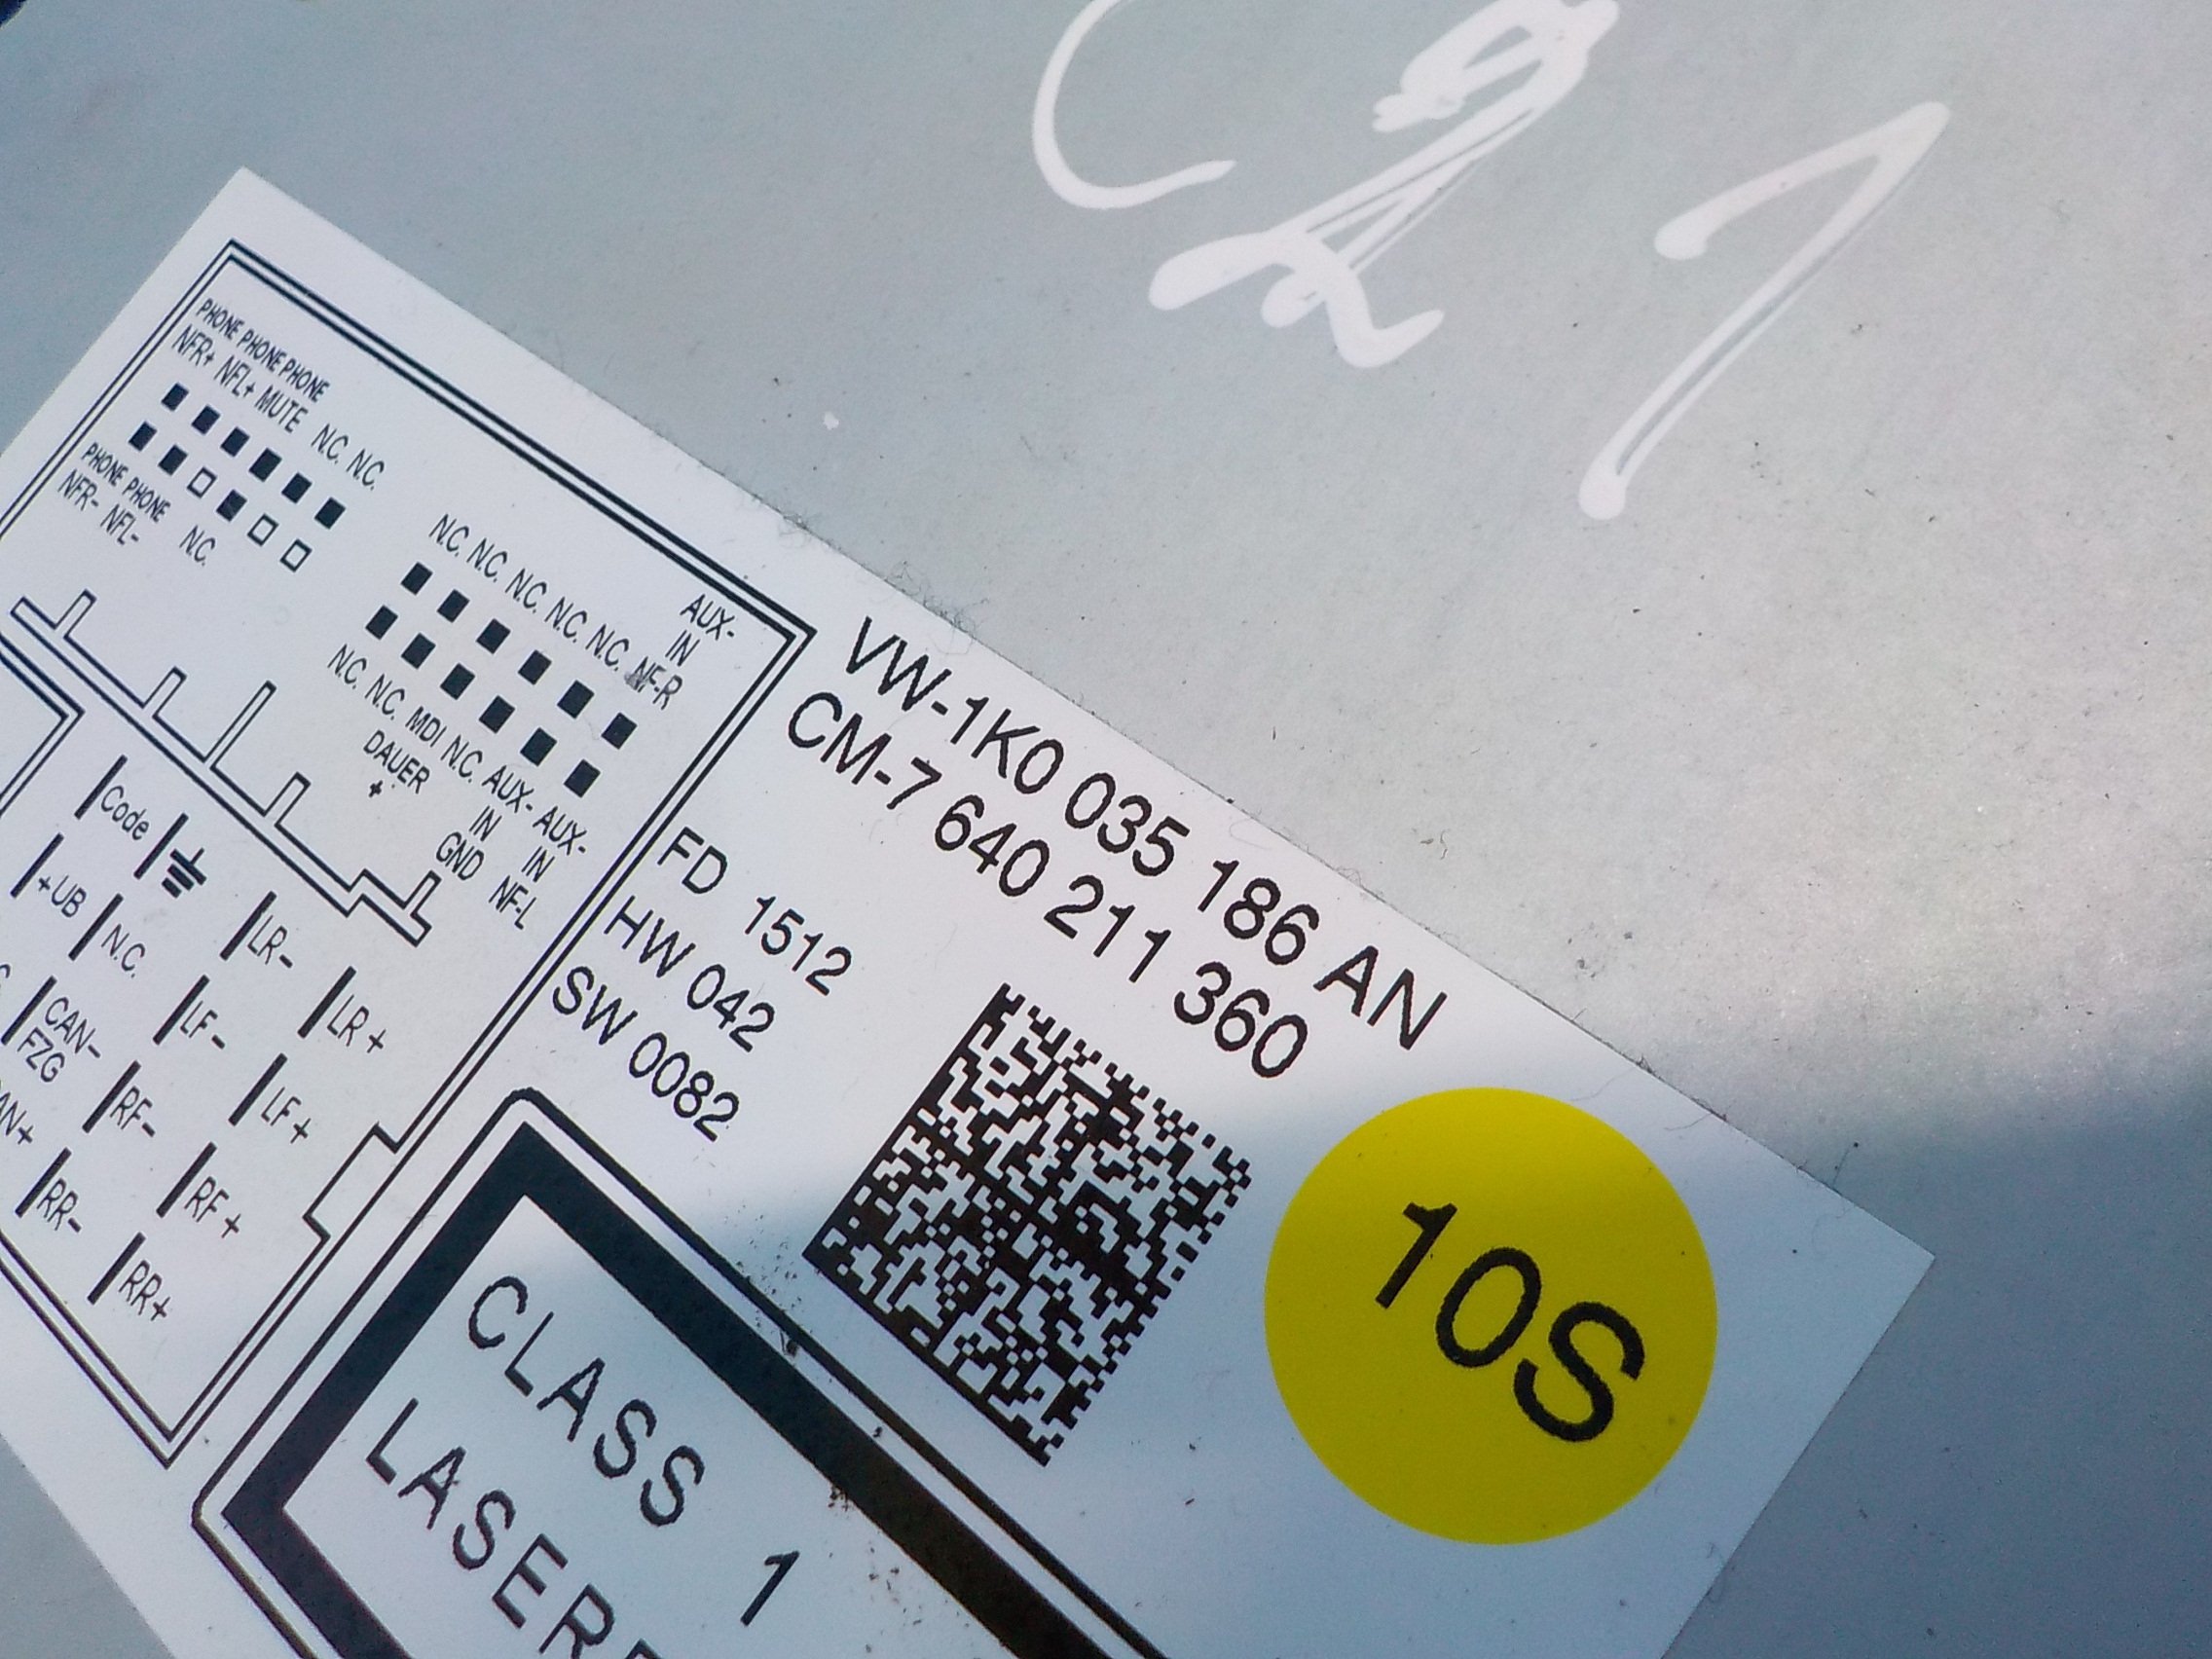 PHONE PHONE PHONE
NFR+ NFL+ MUTE N.C. N.C.
PHONE PHONE
NFR- NFL- N.C.
N.C. N.C. N.C. N.C. N.C. NF-R
AUX-
IN
N.C. N.C. MDI N.C. AUX- AUX-
DAUER IN IN
+ GND NF-L
Code
+UB N.C. LR-
CAN-
FZG LF- LR+
AN+ RF- LF+
RR- RF+
RR+
VW-1K0 035 186 AN
CM-7 640 211 360
FD 1512
HW 042
SW 0082
10S
CLASS 1
LASER